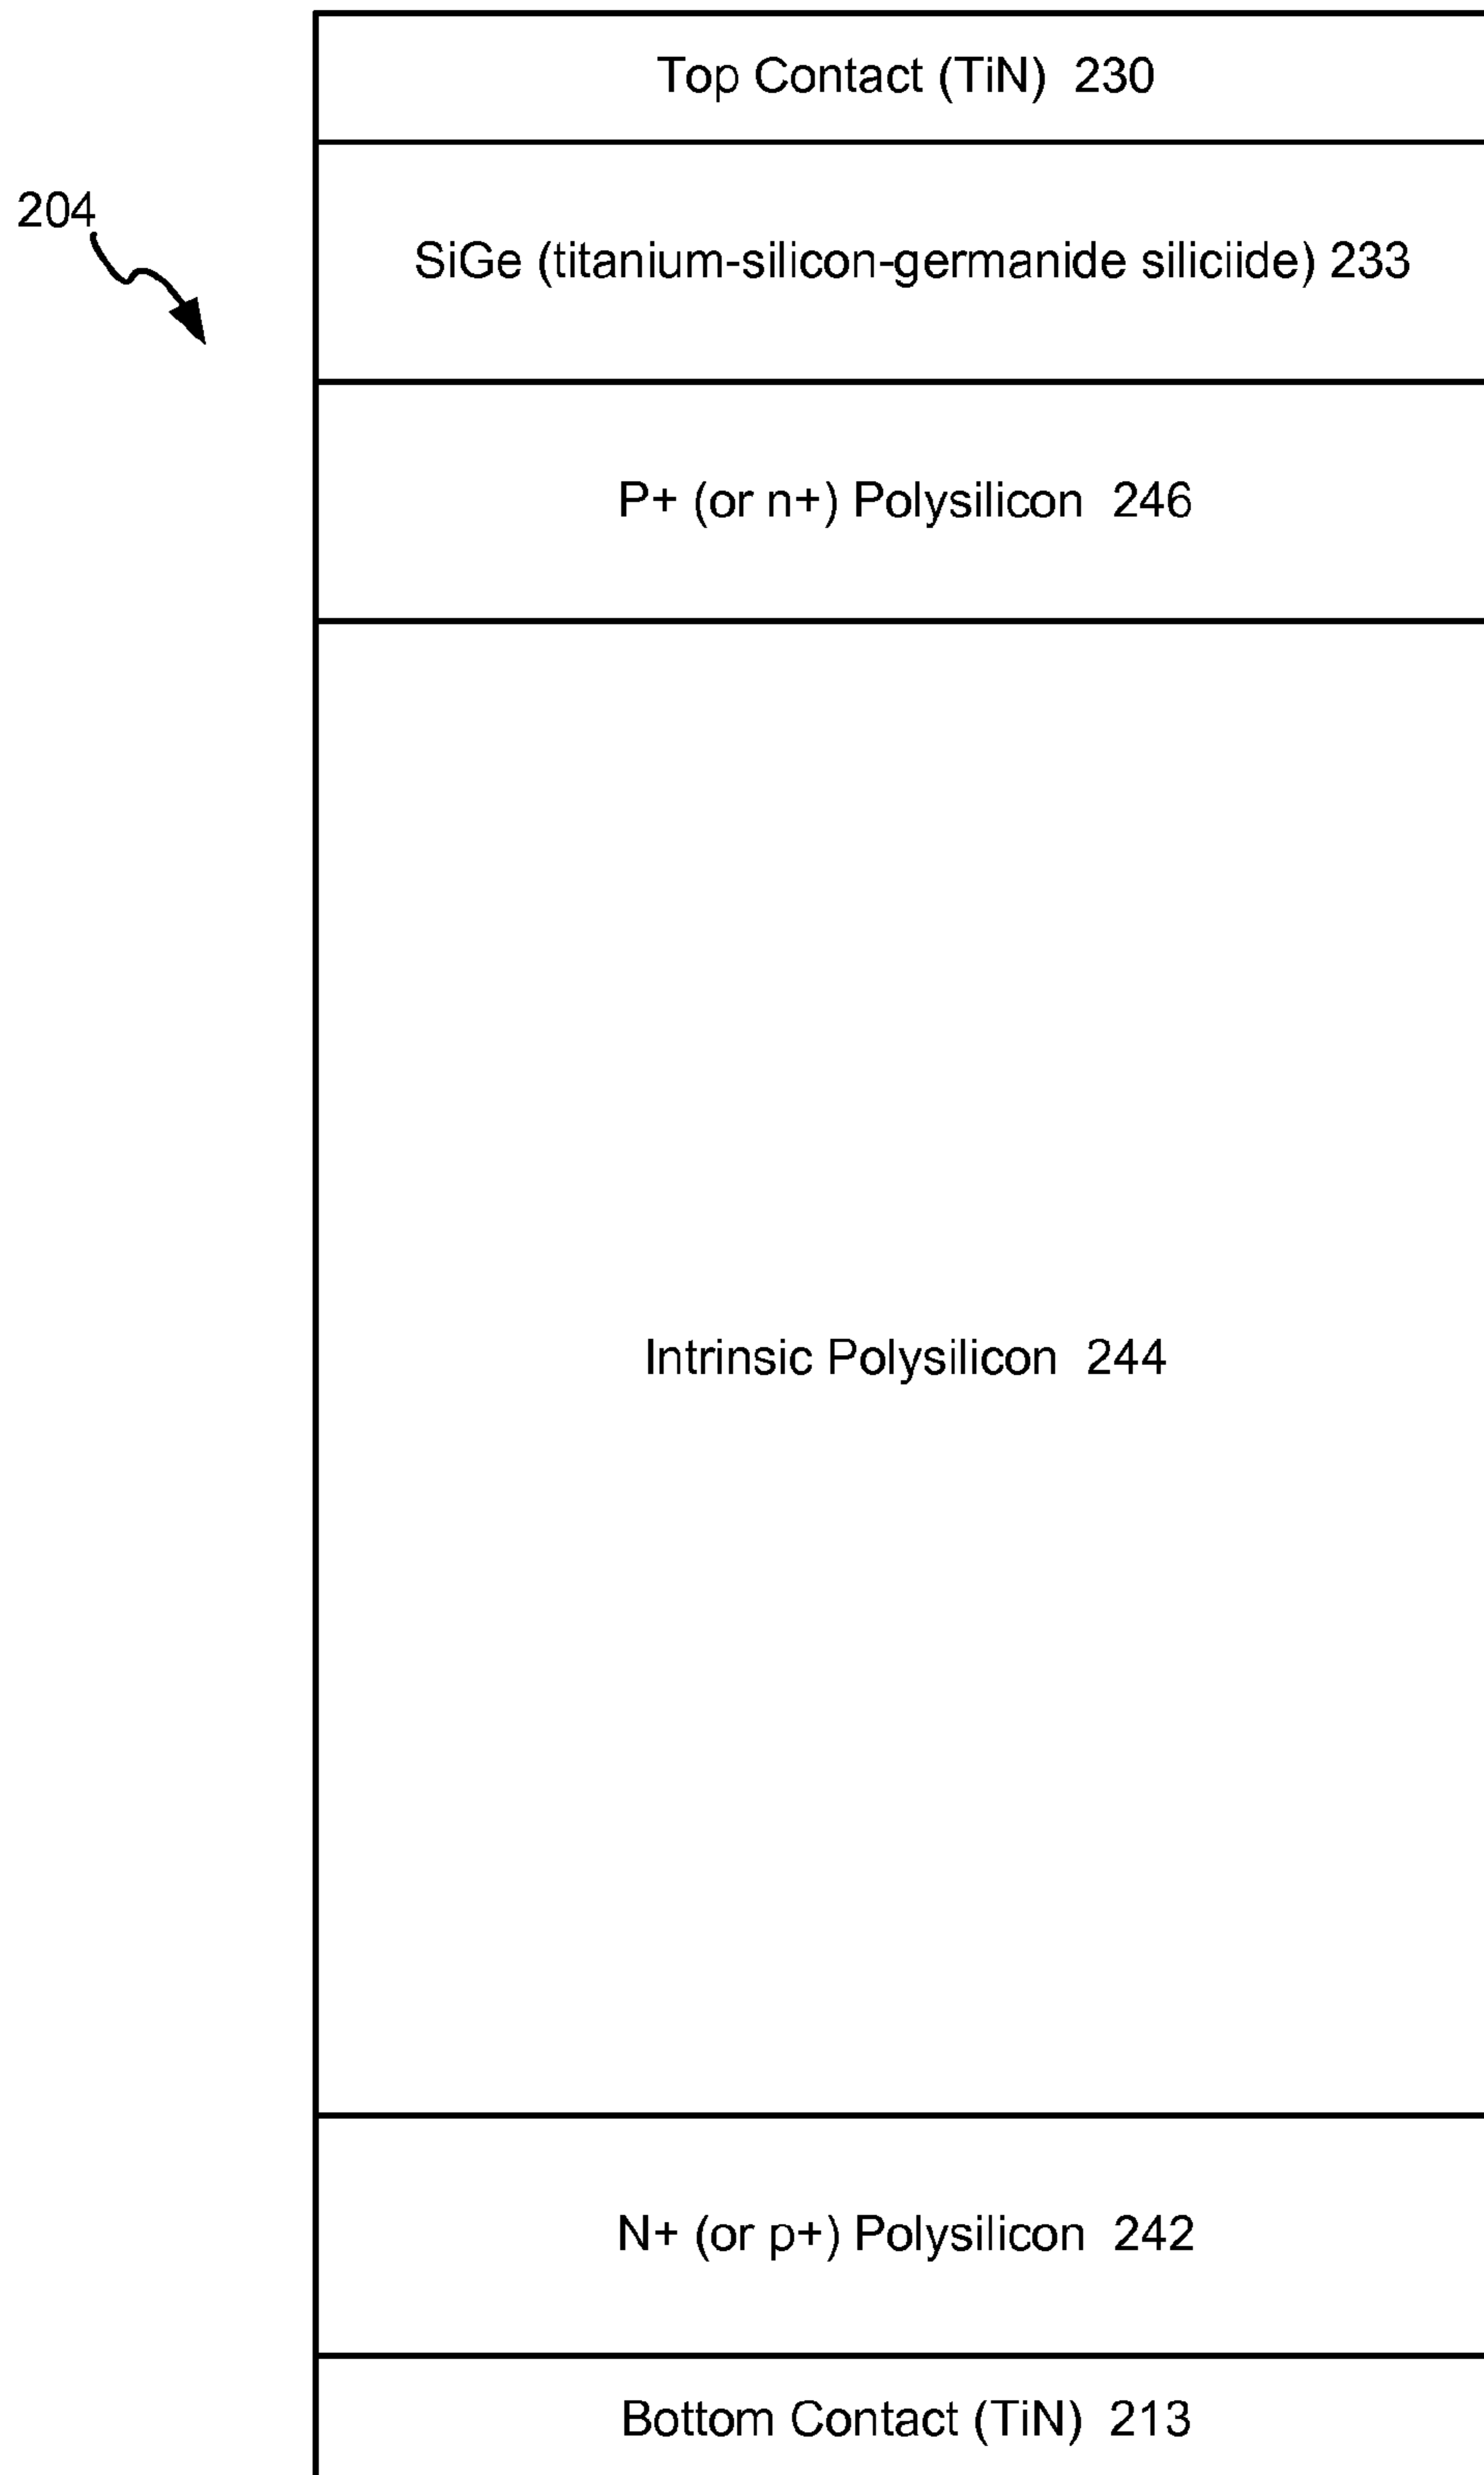 Top Contact (TiN) 230
204
SiGe (titanium-silicon-germanide siliciide) 233
P+ (or n+) Polysilicon 246
Intrinsic Polysilicon 244
N+ (or p+) Polysilicon 242
Bottom Contact (TiN) 213